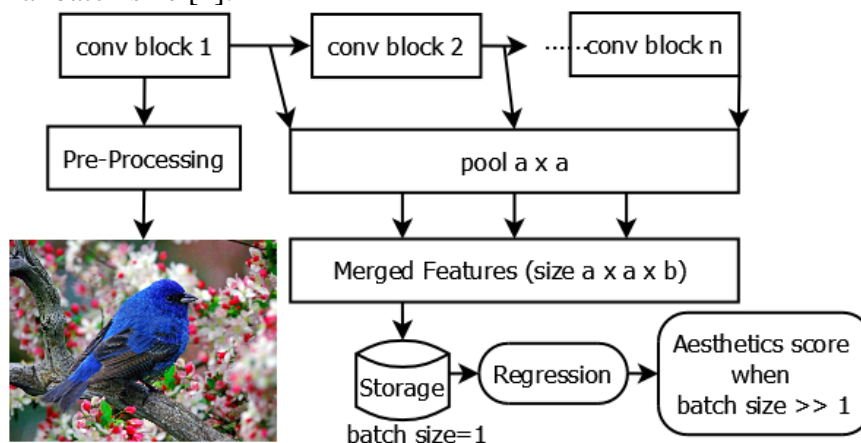 conv block 1
conv block 2
......conv block n
Pre-Processing
pool a x a
Merged Features (size a x a x b)
Storage
batch size=1
Regression
Aesthetics score
when
batch size >> 1